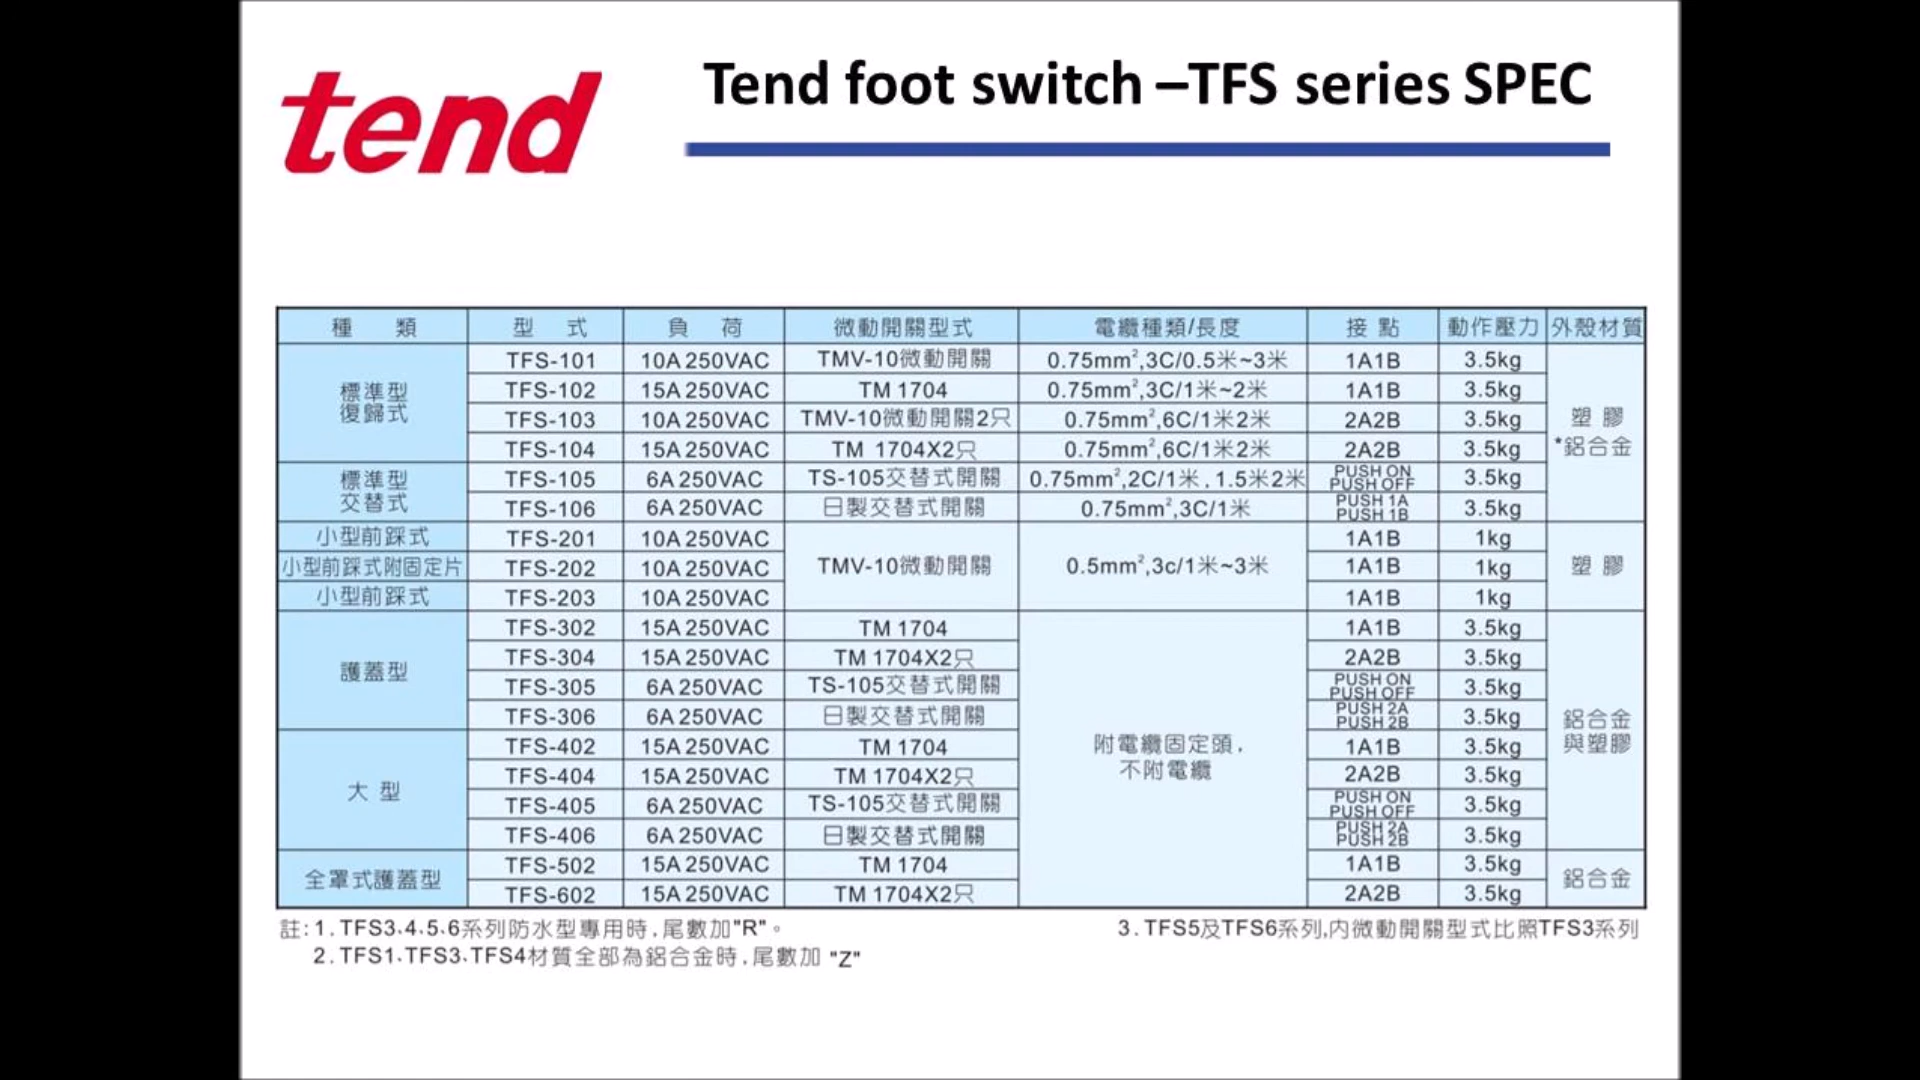 tend
Tend foot switch –TFS series SPEC
種 類 型 式 負 荷 微動開關型式 電纜種類/長度 接 點 動作壓力 外殼材質
標準型
復歸式
TFS-101 10A 250VAC TMV-10微動開關 0.75mm²,3C/0.5米~3米 1A1B 3.5kg
TFS-102 15A 250VAC TM 1704 0.75mm²,3C/1米~2米 1A1B 3.5kg
TFS-103 10A 250VAC TMV-10微動開關2只 0.75mm²,6C/1米2米 2A2B 3.5kg
TFS-104 15A 250VAC TM 1704X2只 0.75mm²,6C/1米2米 2A2B 3.5kg
標準型
交替式
TFS-105 6A 250VAC TS-105交替式開關 0.75mm²,2C/1米﹐1.5米2米 PUSH ON PUSH OFF 3.5kg
TFS-106 6A 250VAC 日製交替式開關 0.75mm²,3C/1米 PUSH 1A PUSH 1B 3.5kg
塑 膠
*鋁合金
小型前踩式 TFS-201 10A 250VAC 1A1B 1kg
小型前踩式附固定片 TFS-202 10A 250VAC TMV-10微動開關 0.5mm²,3c/1米~3米 1A1B 1kg 塑 膠
小型前踩式 TFS-203 10A 250VAC 1A1B 1kg
護蓋型
TFS-302 15A 250VAC TM 1704 1A1B 3.5kg
TFS-304 15A 250VAC TM 1704X2只 2A2B 3.5kg
TFS-305 6A 250VAC TS-105交替式開關 PUSH ON PUSH OFF 3.5kg
TFS-306 6A 250VAC 日製交替式開關 PUSH 2A PUSH 2B 3.5kg
大 型
TFS-402 15A 250VAC TM 1704 1A1B 3.5kg
TFS-404 15A 250VAC TM 1704X2只 2A2B 3.5kg
TFS-405 6A 250VAC TS-105交替式開關 PUSH ON PUSH OFF 3.5kg
TFS-406 6A 250VAC 日製交替式開關 PUSH 2A PUSH 2B 3.5kg
附電纜固定頭﹐
不附電纜
鋁合金
與塑膠
全罩式護蓋型
TFS-502 15A 250VAC TM 1704 1A1B 3.5kg
TFS-602 15A 250VAC TM 1704X2只 2A2B 3.5kg
鋁合金
註:1.TFS3﹑4﹑5﹑6系列防水型專用時﹐尾數加"R"。
2.TFS1﹑TFS3﹑TFS4材質全部為鋁合金時﹐尾數加 "Z"
3.TFS5及TFS6系列,內微動開關型式比照TFS3系列